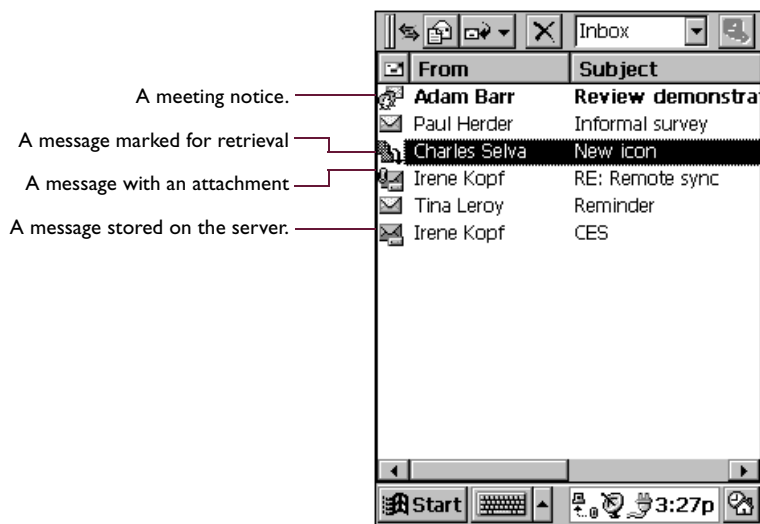 Inbox
From Subject
A meeting notice. Adam Barr Review demonstra
Paul Herder Informal survey
A message marked for retrieval Charles Selva New icon
A message with an attachment Irene Kopf RE: Remote sync
Tina Leroy Reminder
A message stored on the server. Irene Kopf CES
Start 3:27p